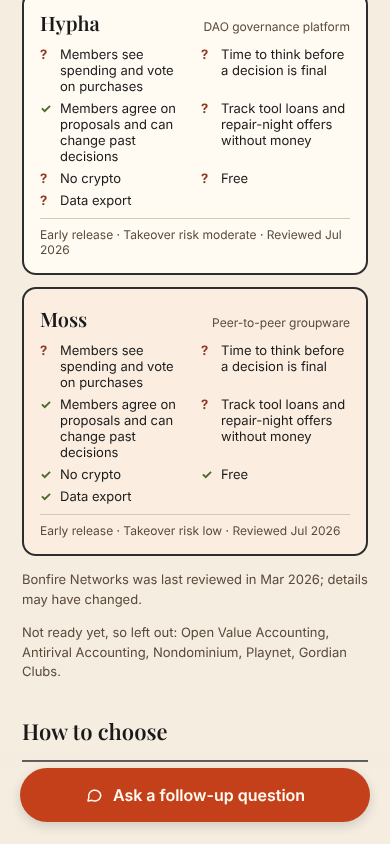 Hypha
DAO governance platform
? Members see
spending and vote
on purchases
? Time to think before
a decision is final
✓ Members agree on
proposals and can
change past
decisions
? Track tool loans and
repair-night offers
without money
? No crypto
? Free
? Data export
Early release · Takeover risk moderate · Reviewed Jul
2026
Moss
Peer-to-peer groupware
? Members see
spending and vote
on purchases
? Time to think before
a decision is final
✓ Members agree on
proposals and can
change past
decisions
? Track tool loans and
repair-night offers
without money
✓ No crypto
✓ Free
✓ Data export
Early release · Takeover risk low · Reviewed Jul 2026
Bonfire Networks was last reviewed in Mar 2026; details
may have changed.
Not ready yet, so left out: Open Value Accounting,
Antirival Accounting, Nondominium, Playnet, Gordian
Clubs.
How to choose
Ask a follow-up question